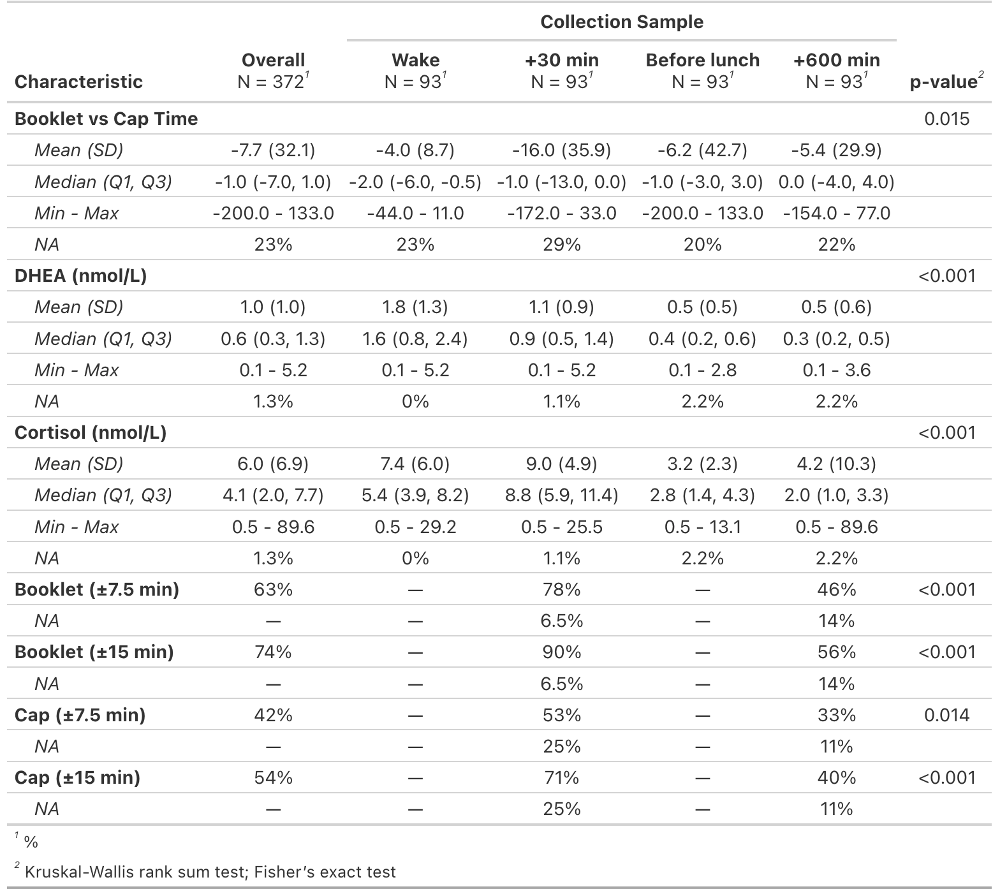 Collection Sample
Characteristic Overall N = 372¹ Wake N = 93¹ +30 min N = 93¹ Before lunch N = 93¹ +600 min N = 93¹ p-value²
Booklet vs Cap Time 0.015
Mean (SD) -7.7 (32.1) -4.0 (8.7) -16.0 (35.9) -6.2 (42.7) -5.4 (29.9)
Median (Q1, Q3) -1.0 (-7.0, 1.0) -2.0 (-6.0, -0.5) -1.0 (-13.0, 0.0) -1.0 (-3.0, 3.0) 0.0 (-4.0, 4.0)
Min - Max -200.0 - 133.0 -44.0 - 11.0 -172.0 - 33.0 -200.0 - 133.0 -154.0 - 77.0
NA 23% 23% 29% 20% 22%
DHEA (nmol/L) <0.001
Mean (SD) 1.0 (1.0) 1.8 (1.3) 1.1 (0.9) 0.5 (0.5) 0.5 (0.6)
Median (Q1, Q3) 0.6 (0.3, 1.3) 1.6 (0.8, 2.4) 0.9 (0.5, 1.4) 0.4 (0.2, 0.6) 0.3 (0.2, 0.5)
Min - Max 0.1 - 5.2 0.1 - 5.2 0.1 - 5.2 0.1 - 2.8 0.1 - 3.6
NA 1.3% 0% 1.1% 2.2% 2.2%
Cortisol (nmol/L) <0.001
Mean (SD) 6.0 (6.9) 7.4 (6.0) 9.0 (4.9) 3.2 (2.3) 4.2 (10.3)
Median (Q1, Q3) 4.1 (2.0, 7.7) 5.4 (3.9, 8.2) 8.8 (5.9, 11.4) 2.8 (1.4, 4.3) 2.0 (1.0, 3.3)
Min - Max 0.5 - 89.6 0.5 - 29.2 0.5 - 25.5 0.5 - 13.1 0.5 - 89.6
NA 1.3% 0% 1.1% 2.2% 2.2%
Booklet (±7.5 min) 63% — 78% — 46% <0.001
NA — — 6.5% — 14%
Booklet (±15 min) 74% — 90% — 56% <0.001
NA — — 6.5% — 14%
Cap (±7.5 min) 42% — 53% — 33% 0.014
NA — — 25% — 11%
Cap (±15 min) 54% — 71% — 40% <0.001
NA — — 25% — 11%
¹ %
² Kruskal-Wallis rank sum test; Fisher’s exact test